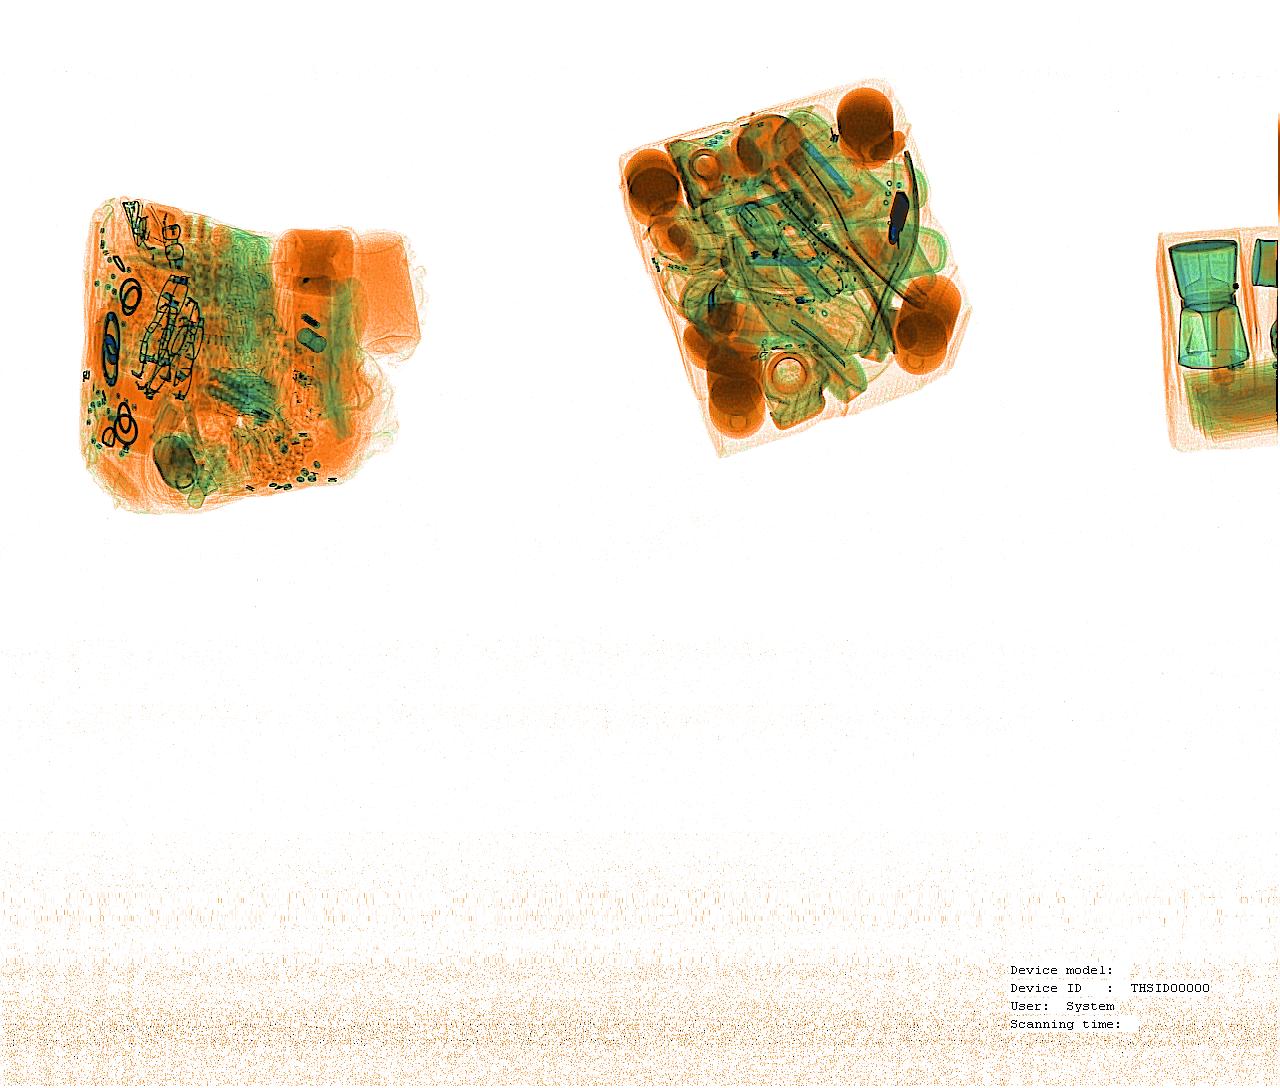 Device model:
Device ID   :  THSID00000
User:  System
Scanning time: